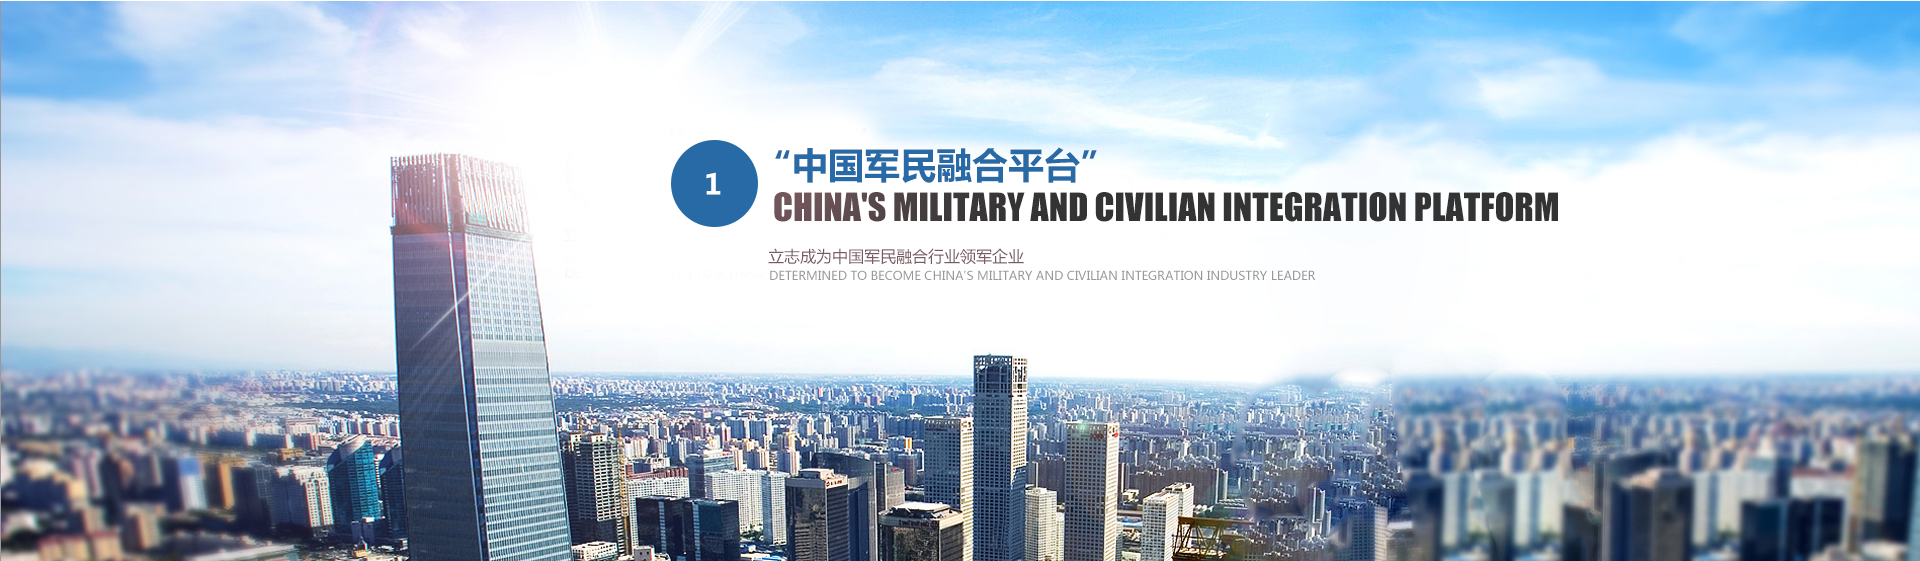 1
“中国军民融合平台”
CHINA'S MILITARY AND CIVILIAN INTEGRATION PLATFORM
立志成为中国军民融合行业领军企业
DETERMINED TO BECOME CHINA'S MILITARY AND CIVILIAN INTEGRATION INDUSTRY LEADER